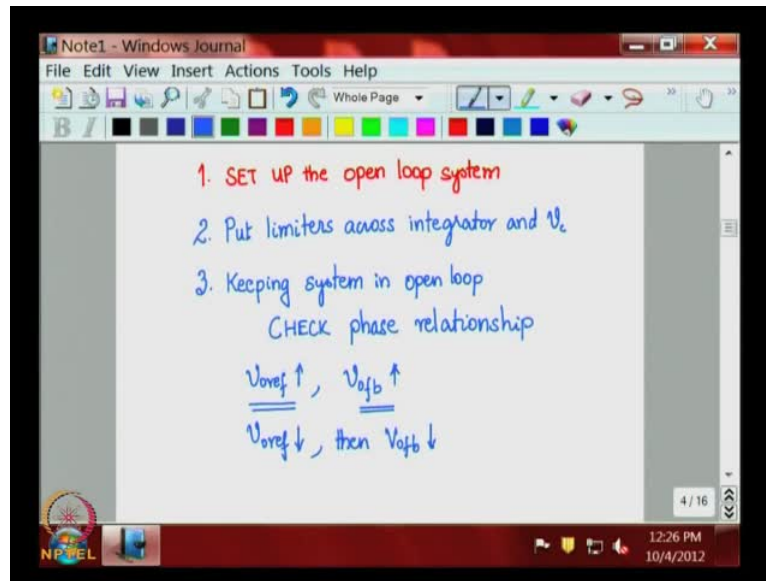 Note1 - Windows Journal
File Edit View Insert Actions Tools Help
Whole Page
B I
1. SET UP the open loop system
2. Put limiters across integrator and Vc
3. Keeping system in open loop
CHECK phase relationship
Voref ↑, Vofb ↑
Voref ↓, then Vofb ↓
4 / 16
NPTEL
12:26 PM
10/4/2012